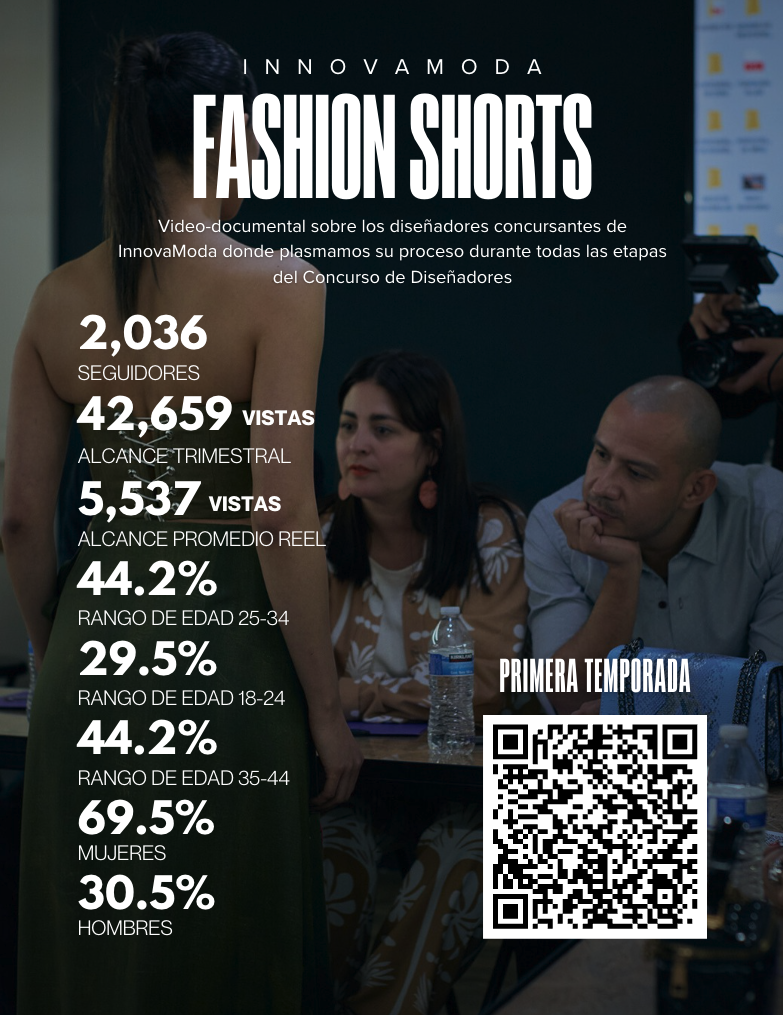 INNOVAMODA
FASHION SHORTS
Video-documental sobre los diseñadores concursantes de
InnovaModa donde plasmamos su proceso durante todas las etapas
del Concurso de Diseñadores
2,036
SEGUIDORES
42,659 VISTAS
ALCANCE TRIMESTRAL
5,537 VISTAS
ALCANCE PROMEDIO REEL
44.2%
RANGO DE EDAD 25-34
29.5%
RANGO DE EDAD 18-24
44.2%
RANGO DE EDAD 35-44
69.5%
MUJERES
30.5%
HOMBRES
PRIMERA TEMPORADA